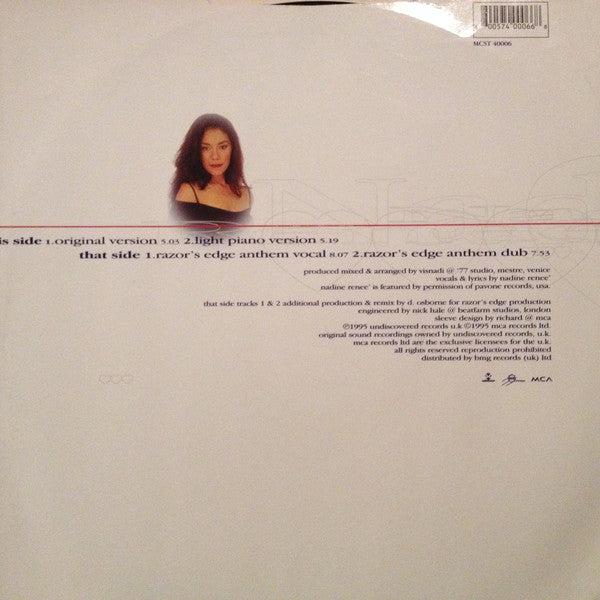 00574 00066 8
MCST 40006
is side 1.original version 5.03 2.light piano version 5.19
that side 1.razor's edge anthem vocal 8.07 2.razor's edge anthem dub 7.53
produced mixed & arranged by visnadi @ '77 studio, mestre, venice
vocals & lyrics by nadine renee'
nadine renee' is featured by permission of pavone records, usa.
that side tracks 1 & 2 additional production & remix by d. osborne for razor's edge production
engineered by nick hale @ beatfarm studios, london
sleeve design by richard @ mca
℗1995 undiscovered records u.k ©1995 mca records ltd.
original sound recordings owned by undiscovered records, u.k.
mca records ltd are the exclusive licensees for the u.k.
all rights reserved reproduction prohibited
distributed by bmg records (uk) ltd
MCA